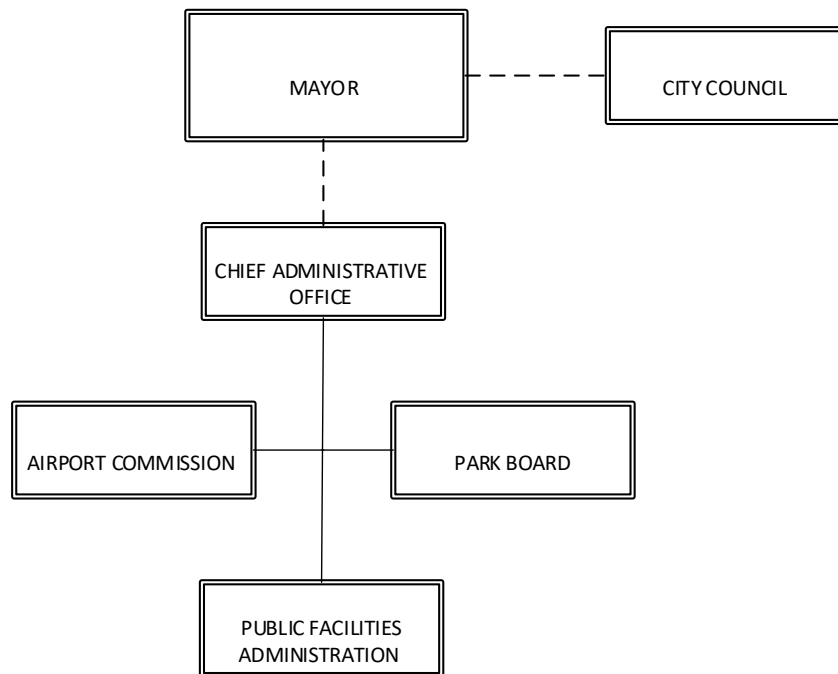 MAYOR
CITY COUNCIL
CHIEF ADMINISTRATIVE
OFFICE
AIRPORT COMMISSION
PARK BOARD
PUBLIC FACILITIES
ADMINISTRATION